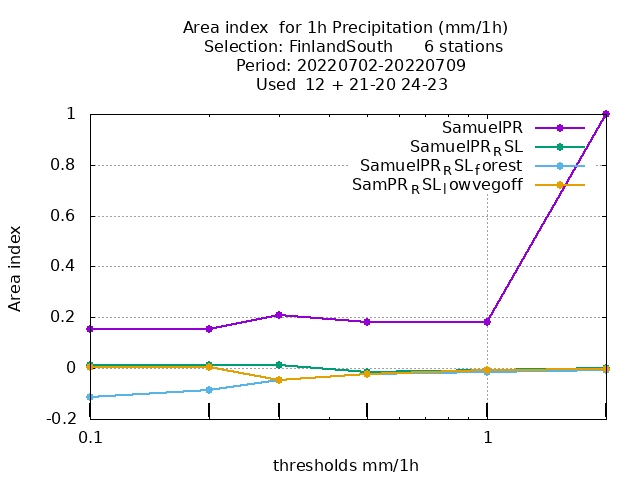 Area index  for 1h Precipitation (mm/1h)
Selection: FinlandSouth      6 stations
Period: 20220702-20220709
Used  12 + 21-20 24-23
SamuelPR
SamuelPR_RSL
SamuelPR_RSL_forest
SamPR_RSL_lowvegoff
1
0.8
0.6
0.4
0.2
0
-0.2
Area index
0.1 1
thresholds mm/1h